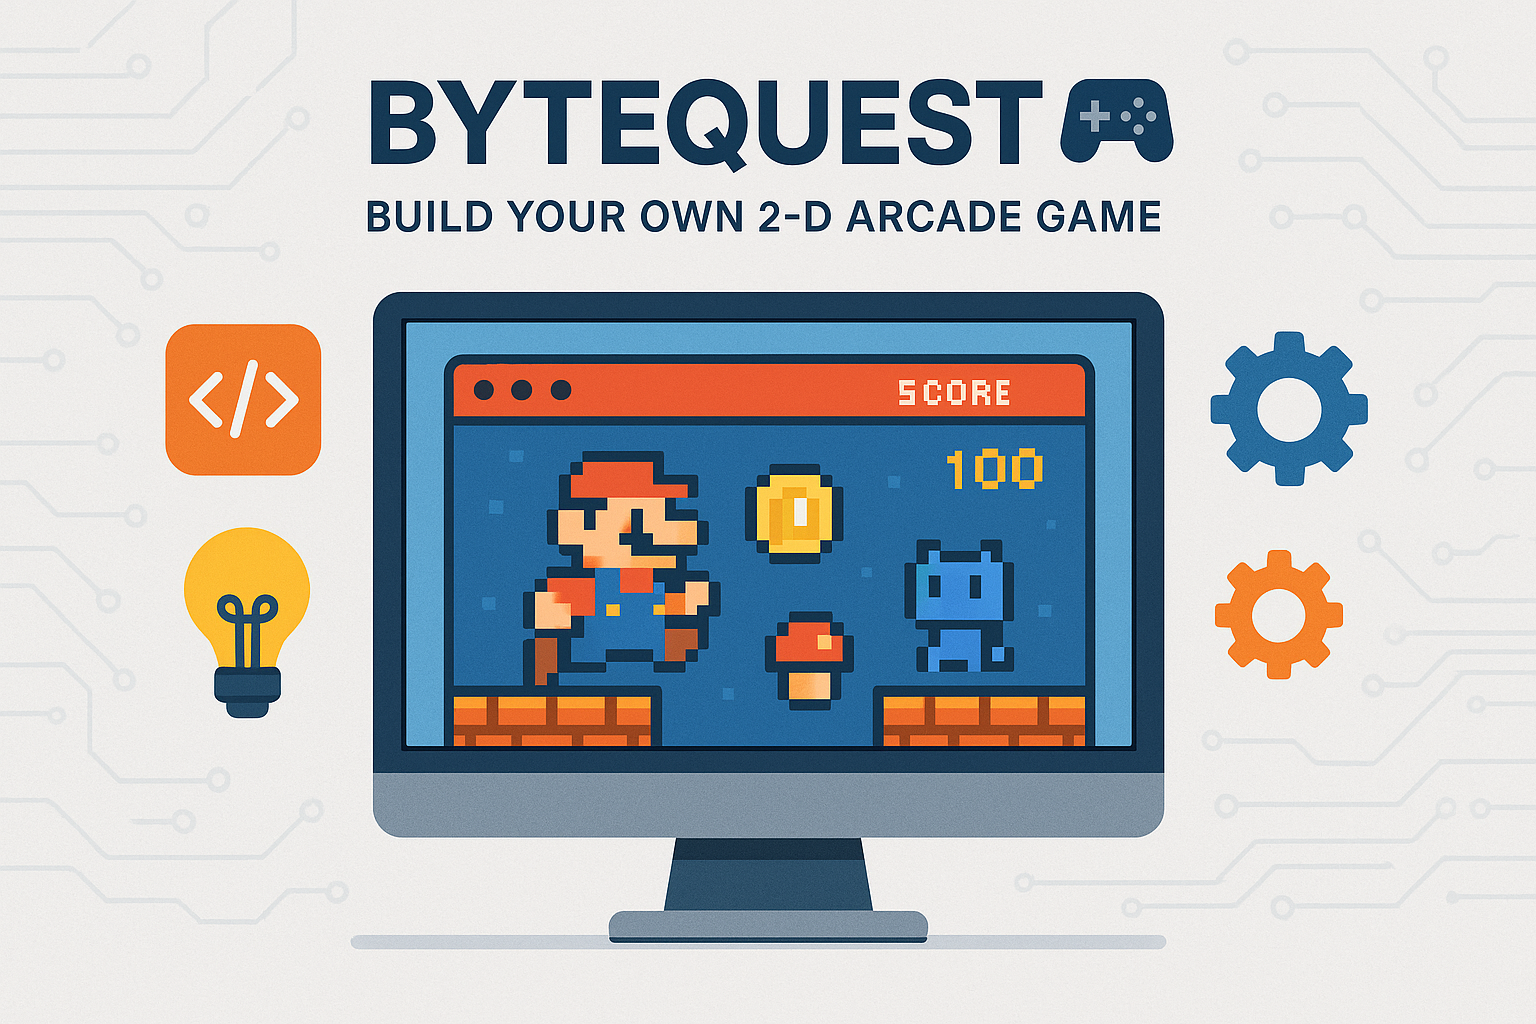 BYTEQUEST
BUILD YOUR OWN 2-D ARCADE GAME
</>
SCORE
100